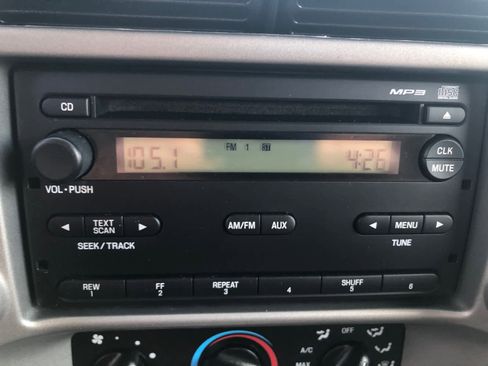 MP3
CD
FM 1 ST
105.1 4:26
CLK
MUTE
VOL • PUSH
TEXT
SCAN
SEEK / TRACK
AM/FM AUX
MENU
TUNE
REW
1
FF
2
REPEAT
3
4
SHUFF
5
6
OFF
A/C
MAX